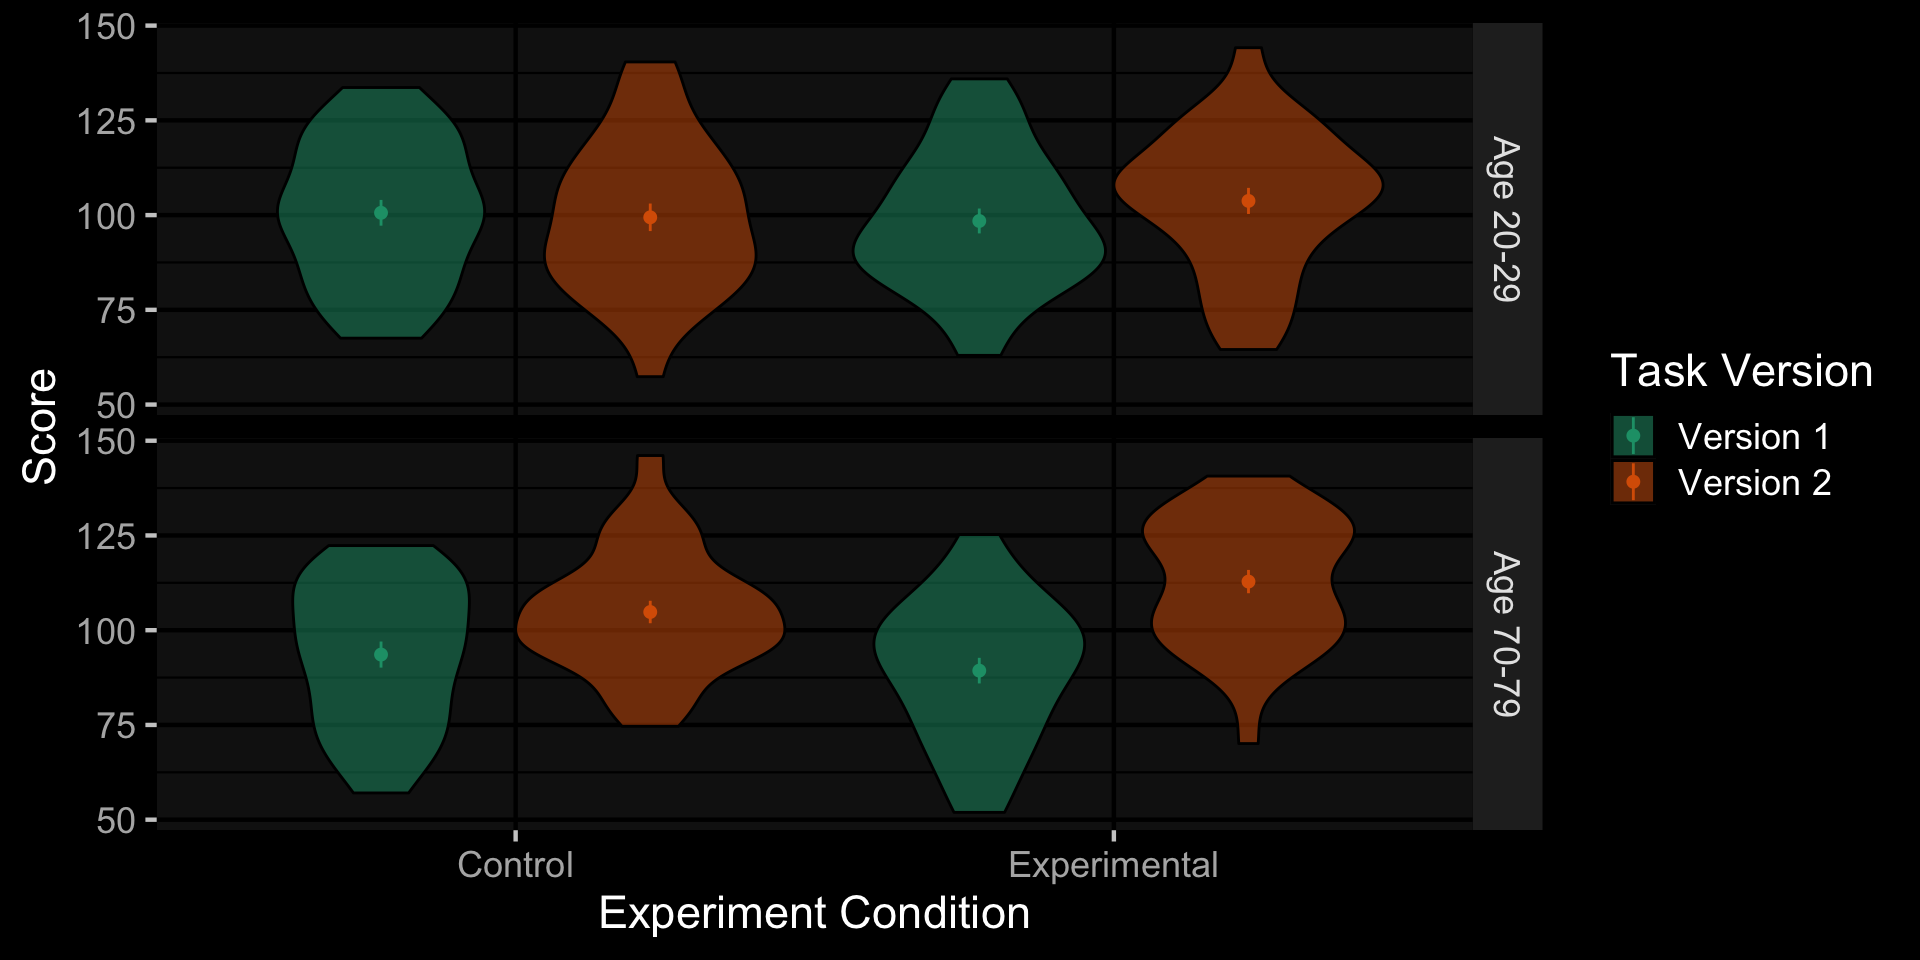 150
125
100
75
50
Age 20-29
150
125
100
75
50
Age 70-79
Score
Control Experimental
Experiment Condition
Task Version
Version 1
Version 2